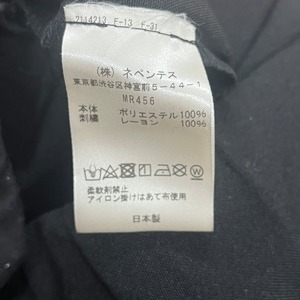 2114213 F-13 F-31
(株) ネペンテス
東京都渋谷区神宮前5-44-1
MR456
本体 ポリエステル100%
刺繍 レーヨン 100%
柔軟剤禁止
アイロン掛けはあて布使用
日本製